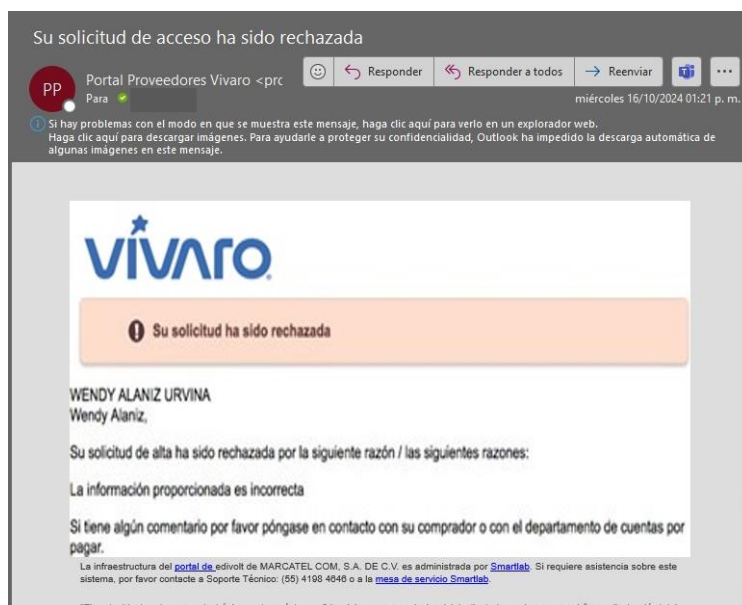 Su solicitud de acceso ha sido rechazada
PP
Portal Proveedores Vivaro <prc
Responder
Responder a todos
Reenviar
Para
miércoles 16/10/2024 01:21 p. m.
Si hay problemas con el modo en que se muestra este mensaje, haga clic aquí para verlo en un explorador web.
Haga clic aquí para descargar imágenes. Para ayudarle a proteger su confidencialidad, Outlook ha impedido la descarga automática de
algunas imágenes en este mensaje.
vívaro
Su solicitud ha sido rechazada
WENDY ALANIZ URVINA
Wendy Alaniz,
Su solicitud de alta ha sido rechazada por la siguiente razón / las siguientes razones:
La información proporcionada es incorrecta
Si tiene algún comentario por favor póngase en contacto con su comprador o con el departamento de cuentas por
pagar.
La infraestructura del portal de edivolt de MARCATEL COM, S.A. DE C.V. es administrada por Smartlab. Si requiere asistencia sobre este
sistema, por favor contacte a Soporte Técnico: (55) 4198 4646 o a la mesa de servicio Smartlab.